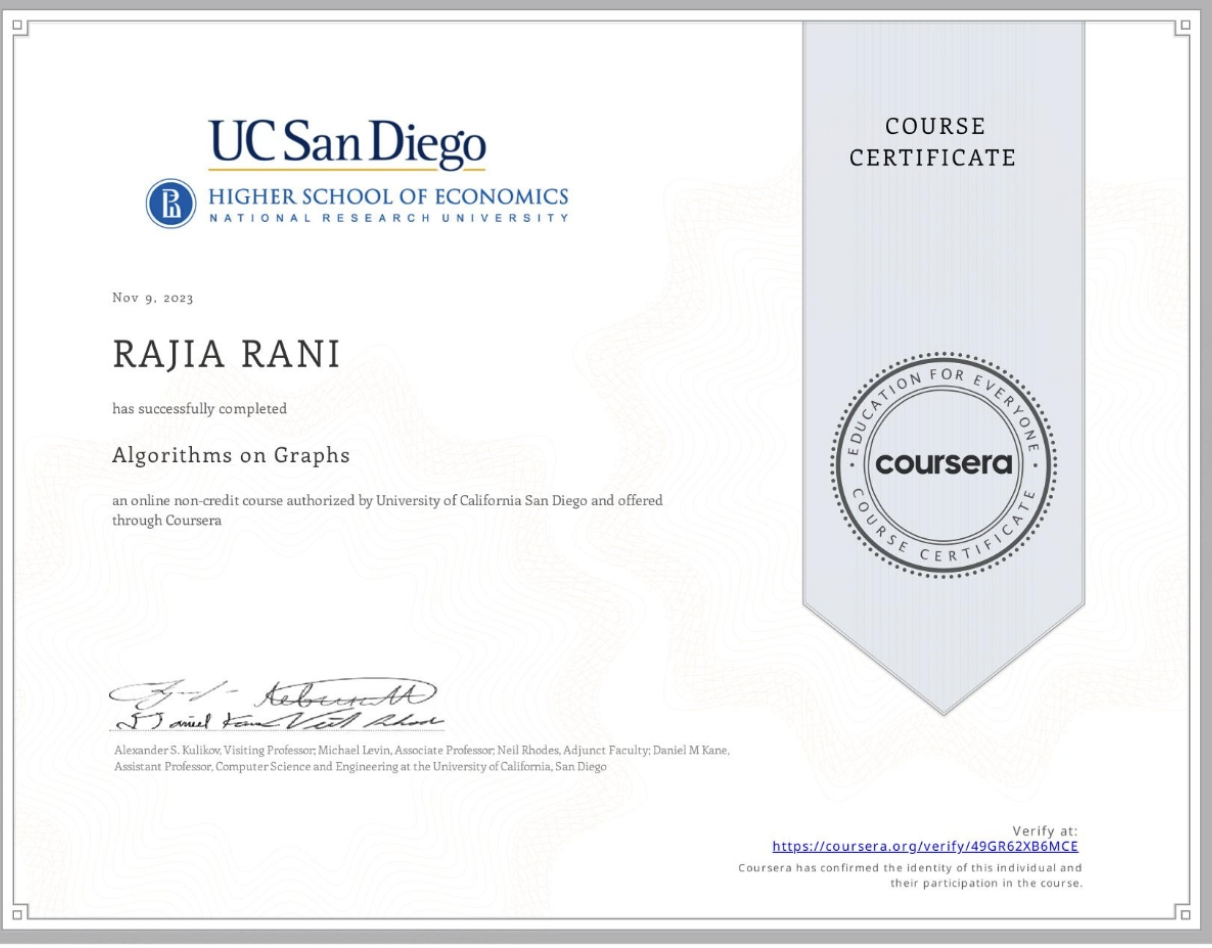 UC San Diego
HIGHER SCHOOL OF ECONOMICS
NATIONAL RESEARCH UNIVERSITY
COURSE
CERTIFICATE
Nov 9, 2023
RAJIA RANI
has successfully completed
Algorithms on Graphs
an online non-credit course authorized by University of California San Diego and offered
through Coursera
EDUCATION FOR EVERYONE
coursera
COURSE CERTIFICATE
Alexander S. Kulikov, Visiting Professor; Michael Levin, Associate Professor; Neil Rhodes, Adjunct Faculty; Daniel M Kane,
Assistant Professor, Computer Science and Engineering at the University of California, San Diego
Verify at:
https://coursera.org/verify/49GR62XB6MCE
Coursera has confirmed the identity of this individual and
their participation in the course.